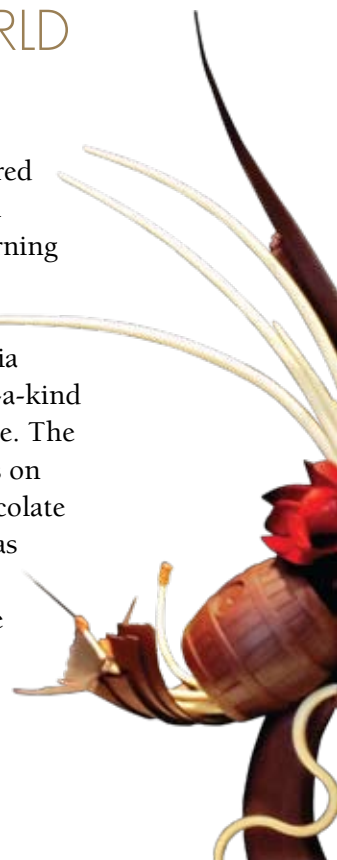 RLD
red
rning
ia
-a-kind
e. The
s on
colate
as
e